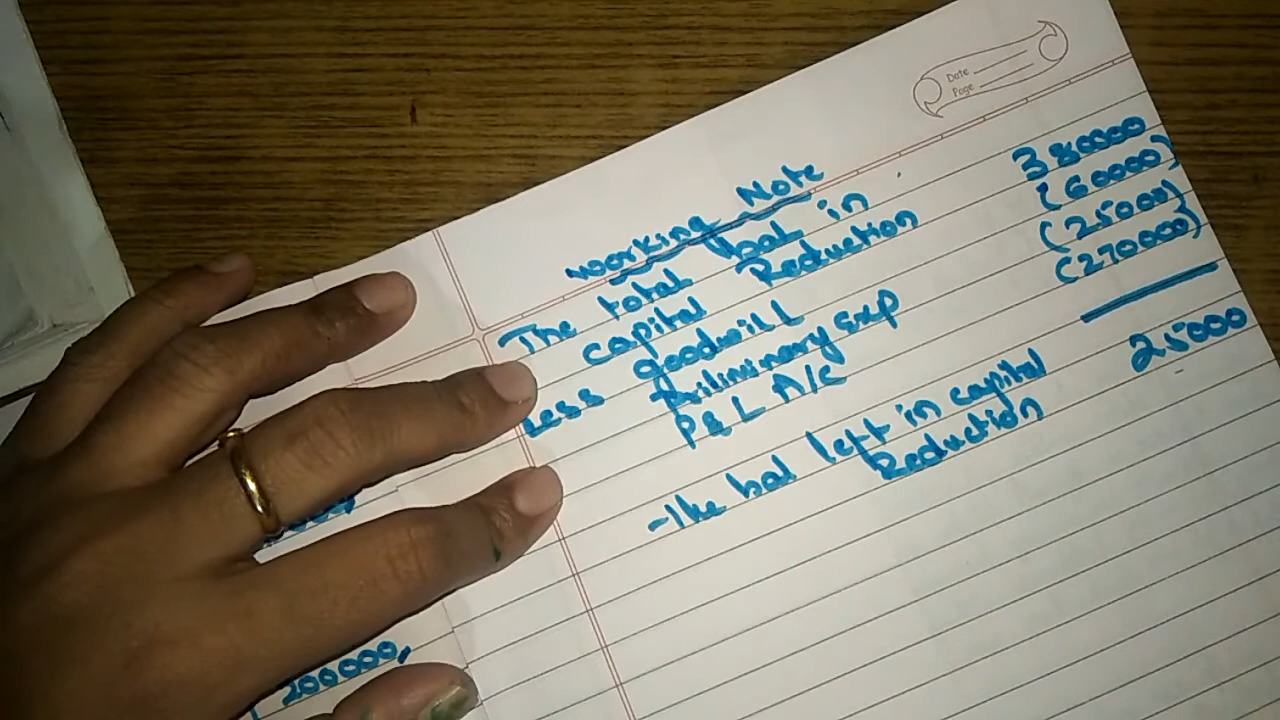 Date
Page
Working Note
The total bal in
capital Reduction 380000
Less goodwill (60000)
Priliminary Exp (25000)
P&L A/c (270000)
The bal left in capital 25000
Reduction
200000,